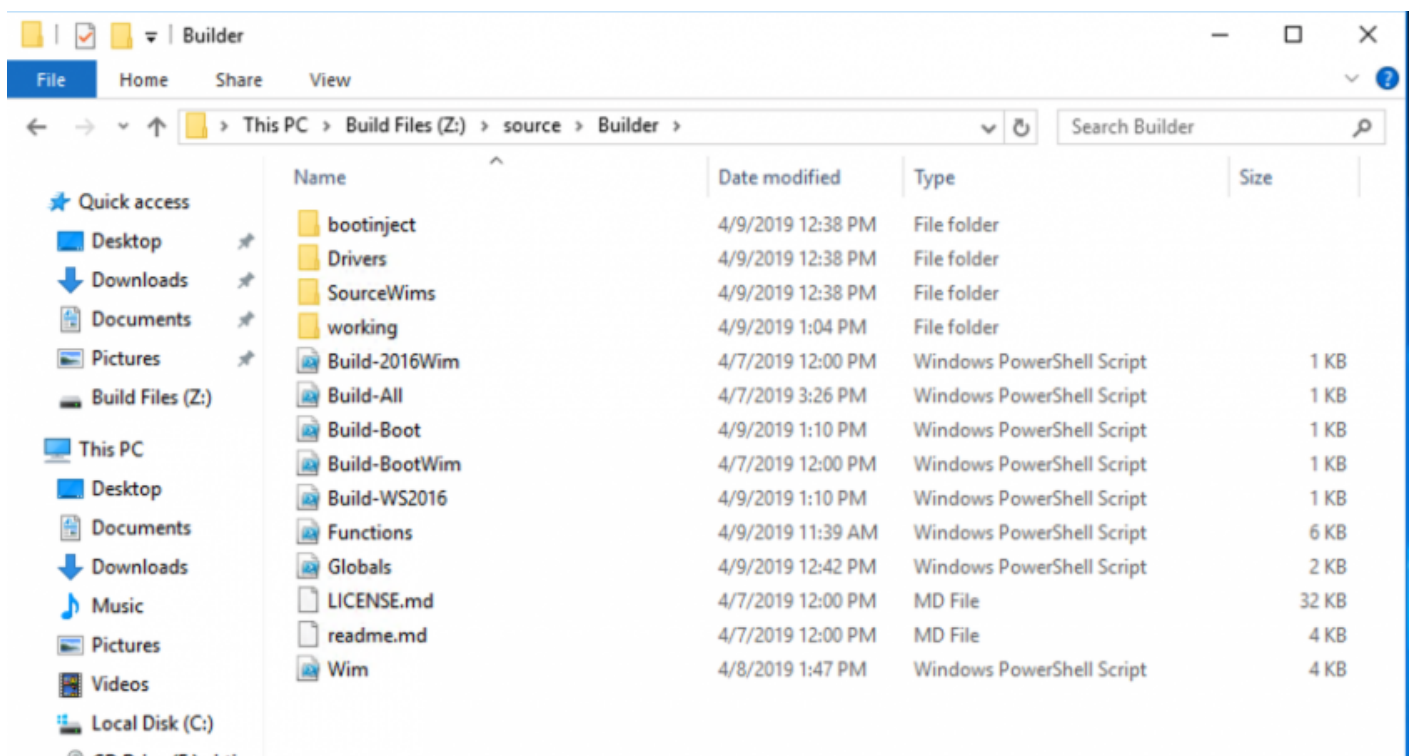 Builder
File Home Share View
This PC > Build Files (Z:) > source > Builder > Search Builder
Name Date modified Type Size
Quick access
Desktop
Downloads
Documents
Pictures
Build Files (Z:)
This PC
Desktop
Documents
Downloads
Music
Pictures
Videos
Local Disk (C:)
bootinject 4/9/2019 12:38 PM File folder
Drivers 4/9/2019 12:38 PM File folder
SourceWims 4/9/2019 12:38 PM File folder
working 4/9/2019 1:04 PM File folder
Build-2016Wim 4/7/2019 12:00 PM Windows PowerShell Script 1 KB
Build-All 4/7/2019 3:26 PM Windows PowerShell Script 1 KB
Build-Boot 4/9/2019 1:10 PM Windows PowerShell Script 1 KB
Build-BootWim 4/7/2019 12:00 PM Windows PowerShell Script 1 KB
Build-WS2016 4/9/2019 1:10 PM Windows PowerShell Script 1 KB
Functions 4/9/2019 11:39 AM Windows PowerShell Script 6 KB
Globals 4/9/2019 12:42 PM Windows PowerShell Script 2 KB
LICENSE.md 4/7/2019 12:00 PM MD File 32 KB
readme.md 4/7/2019 12:00 PM MD File 4 KB
Wim 4/8/2019 1:47 PM Windows PowerShell Script 4 KB